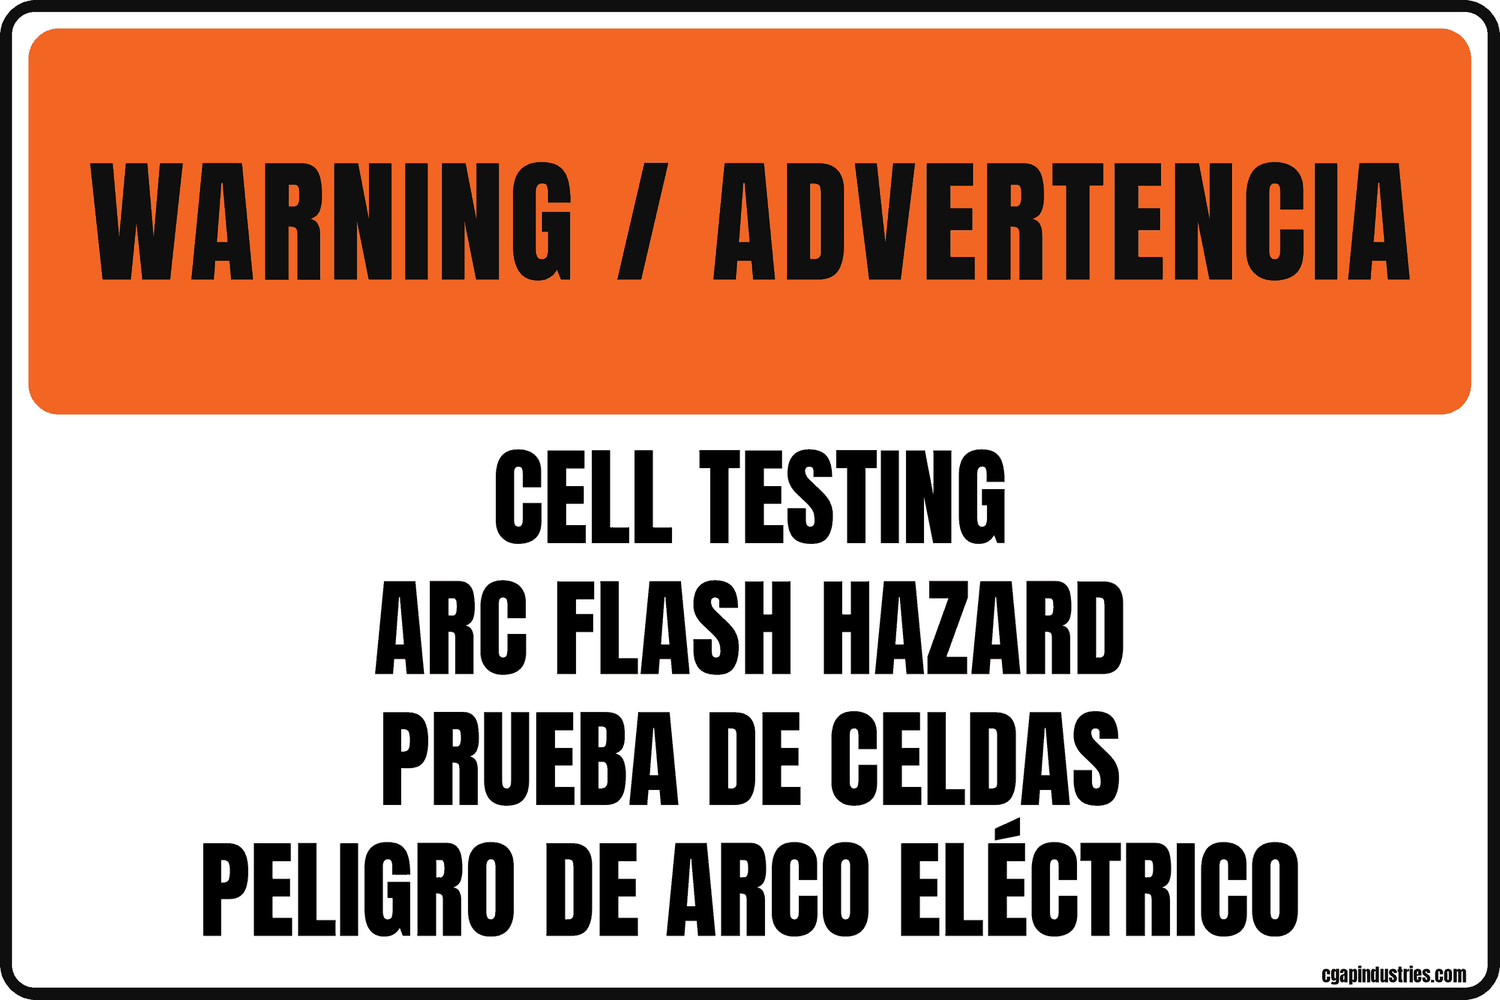 WARNING / ADVERTENCIA
CELL TESTING
ARC FLASH HAZARD
PRUEBA DE CELDAS
PELIGRO DE ARCO ELÉCTRICO
cgapindustries.com